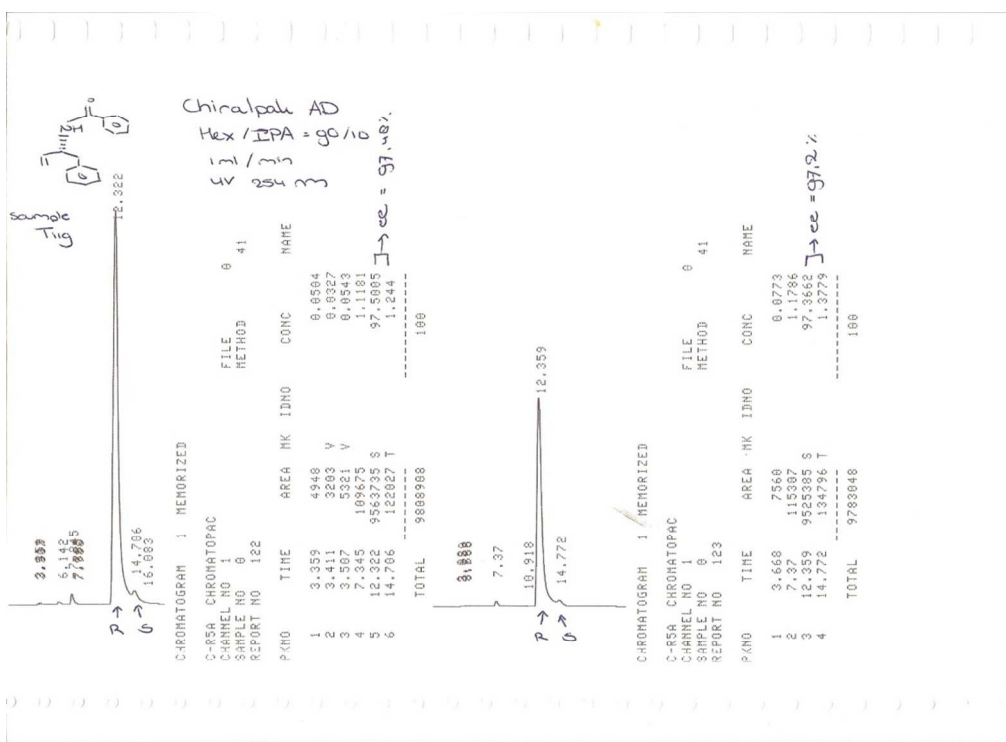 Chiralpak AD
Hex / IPA = 90/10
1ml / min
UV 254 nm
sample
12.322
6.142
14.706
16.083
R S
CHROMATOGRAM 1 MEMORIZED
C-R5A CHROMATOPAC
CHANNEL NO 1 FILE 0
SAMPLE NO 0 METHOD 41
REPORT NO 122
PKNO TIME AREA MK IDNO CONC NAME
1 3.359 4948 0.0504
2 3.411 3203 V 0.0327
3 3.507 5321 V 0.0543
4 7.345 109675 1.1181
5 12.322 9563735 S 97.5005 ]→ ee = 97.48%
6 14.706 122027 T 1.244
TOTAL 9808908 100
7.37
10.918
12.359
14.772
R S
CHROMATOGRAM 1 MEMORIZED
C-R5A CHROMATOPAC
CHANNEL NO 1 FILE 0
SAMPLE NO 0 METHOD 41
REPORT NO 123
PKNO TIME AREA MK IDNO CONC NAME
1 3.668 7560 0.0773
2 7.37 115307 1.1786
3 12.359 9525385 S 97.3662 ]→ ee = 97,2 %
4 14.772 134796 T 1.3779
TOTAL 9783048 100